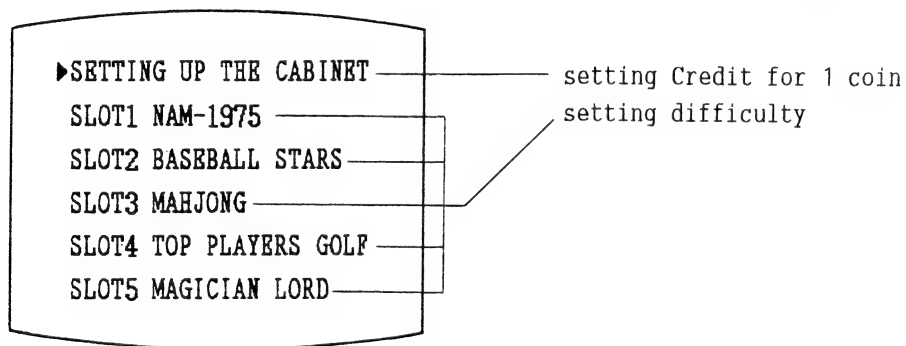 ▶SETTING UP THE CABINET
setting Credit for 1 coin
SLOT1 NAM-1975
setting difficulty
SLOT2 BASEBALL STARS
SLOT3 MAHJONG
SLOT4 TOP PLAYERS GOLF
SLOT5 MAGICIAN LORD